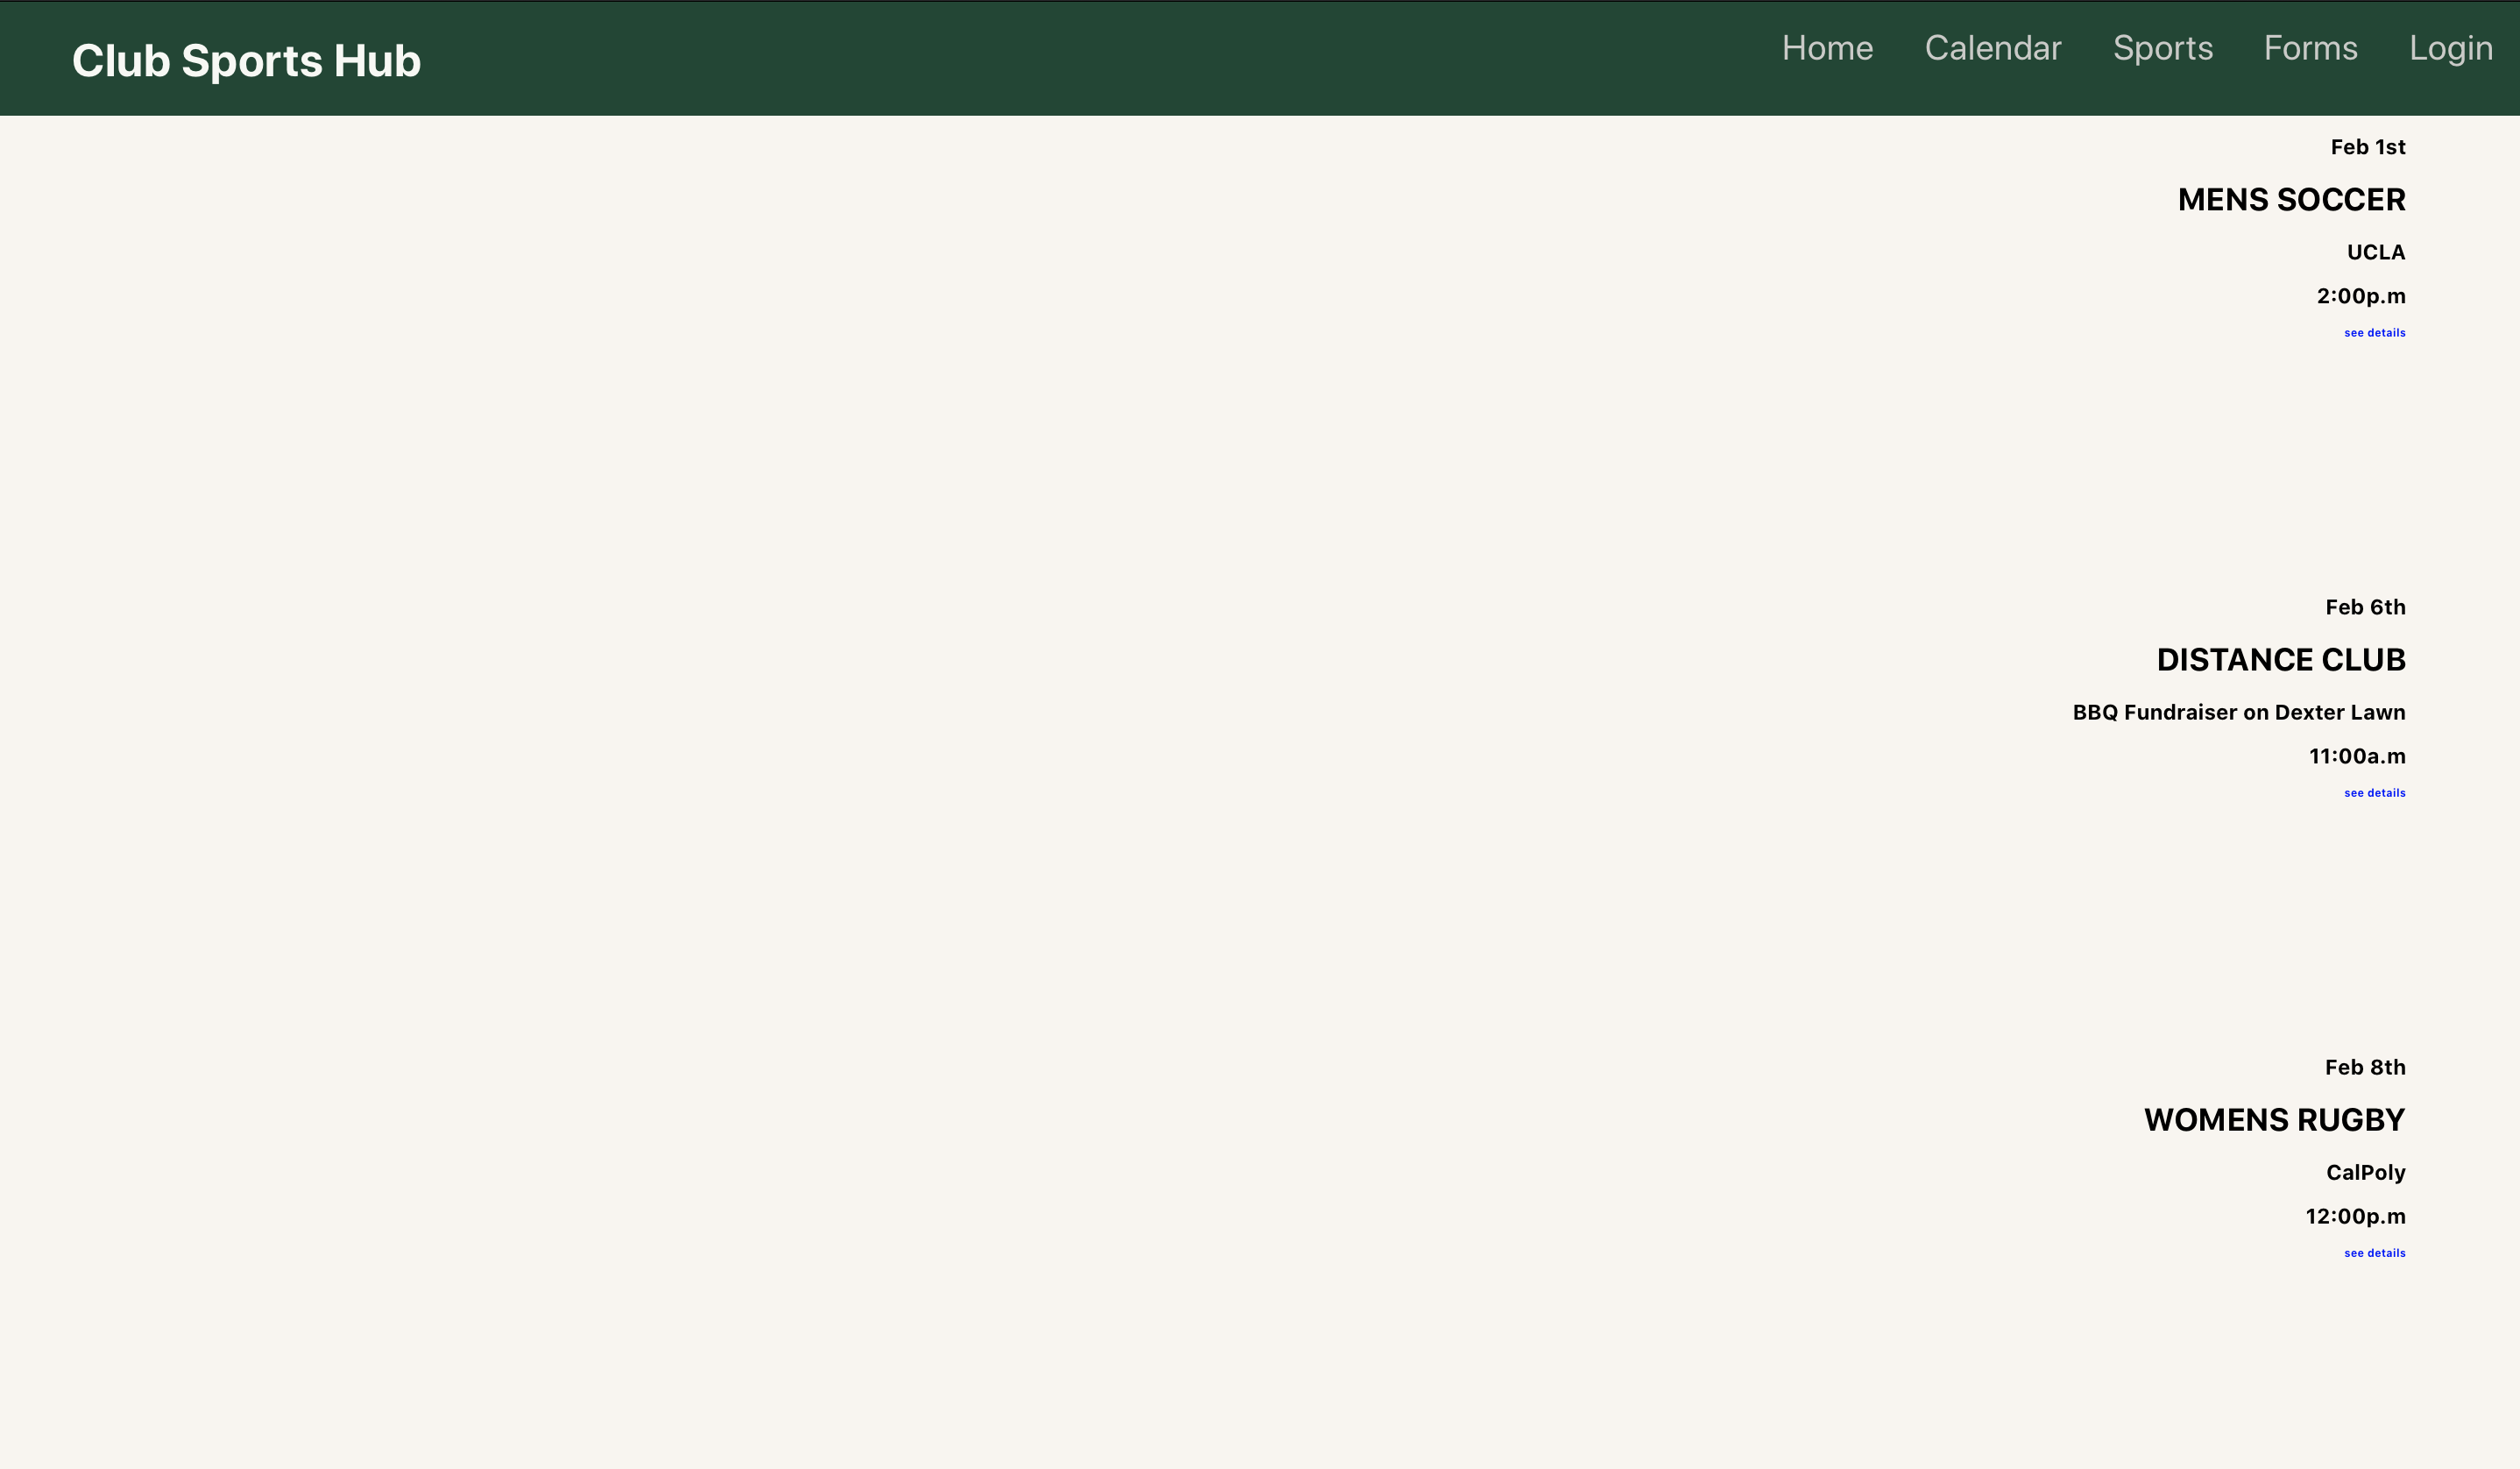 Club Sports Hub
Home Calendar Sports Forms Login
Feb 1st
MENS SOCCER
UCLA
2:00p.m
see details
Feb 6th
DISTANCE CLUB
BBQ Fundraiser on Dexter Lawn
11:00a.m
see details
Feb 8th
WOMENS RUGBY
CalPoly
12:00p.m
see details